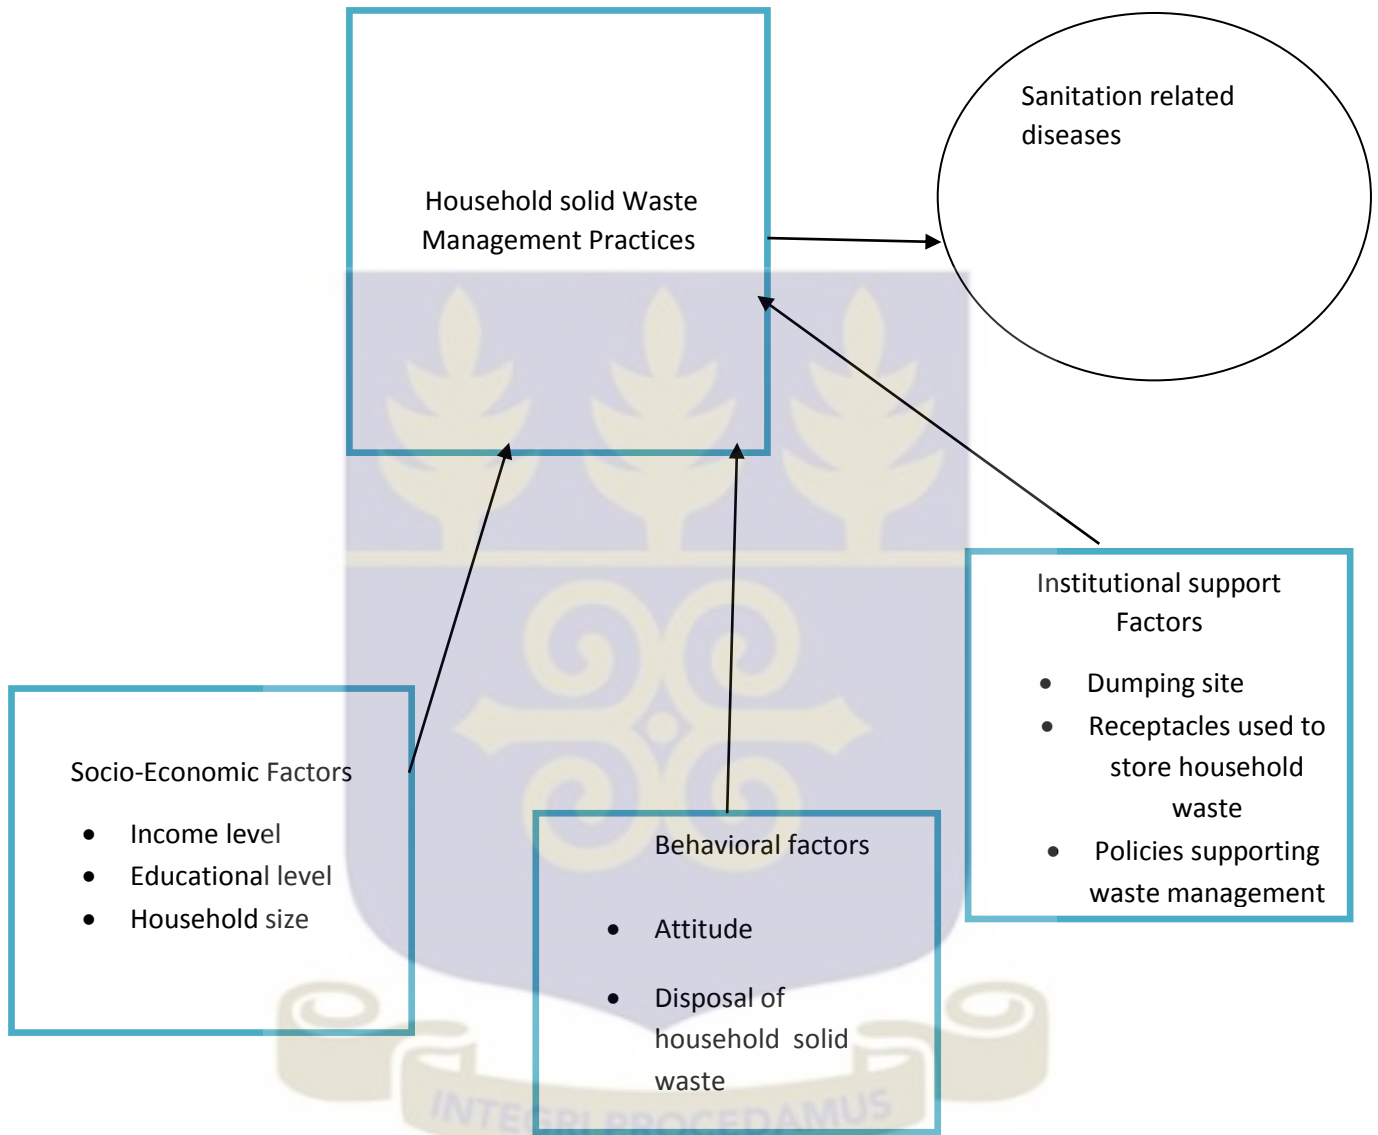 Household solid Waste
Management Practices
Sanitation related
diseases
Institutional support
Factors
• Dumping site
• Receptacles used to
store household
waste
• Policies supporting
waste management
Socio-Economic Factors
• Income level
• Educational level
• Household size
Behavioral factors
• Attitude
• Disposal of
household solid
waste
INTEGRI PROCEDAMUS